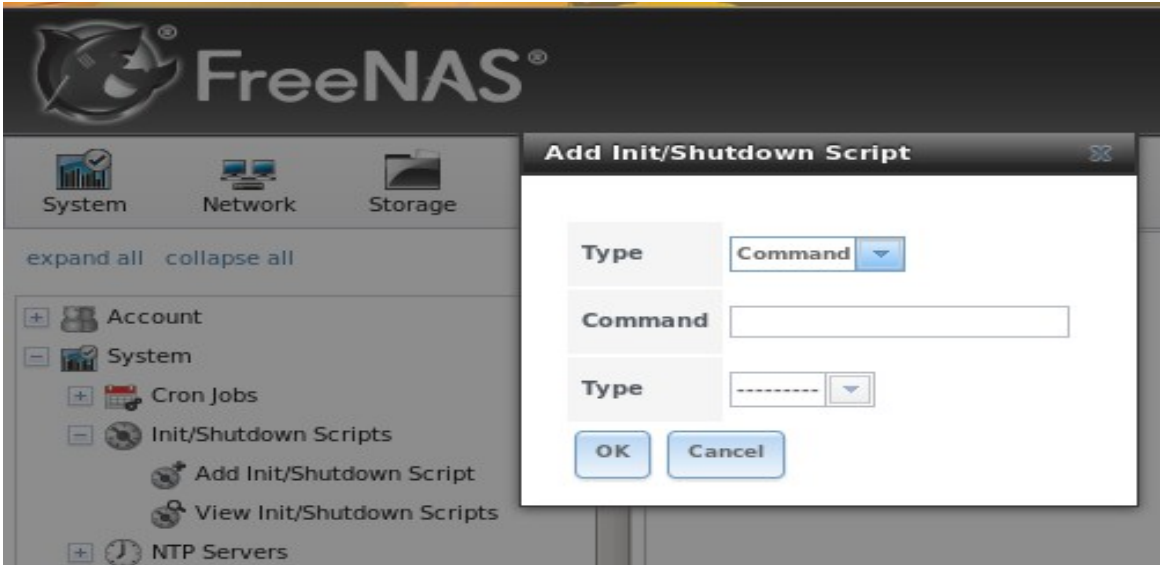 FreeNAS®
System
Network
Storage
expand all collapse all
Account
System
Cron Jobs
Init/Shutdown Scripts
Add Init/Shutdown Script
View Init/Shutdown Scripts
NTP Servers
Add Init/Shutdown Script
Type
Command
Command
Type
---------
OK
Cancel